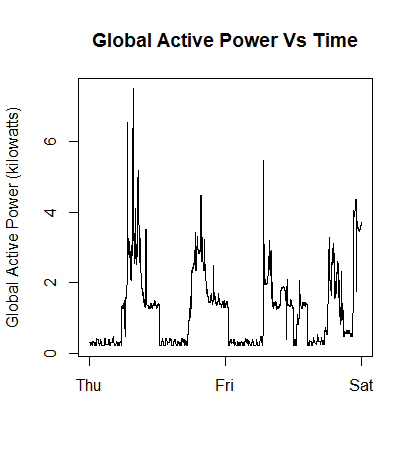 Global Active Power Vs Time
Global Active Power (kilowatts)
6
4
2
0
Thu
Fri
Sat